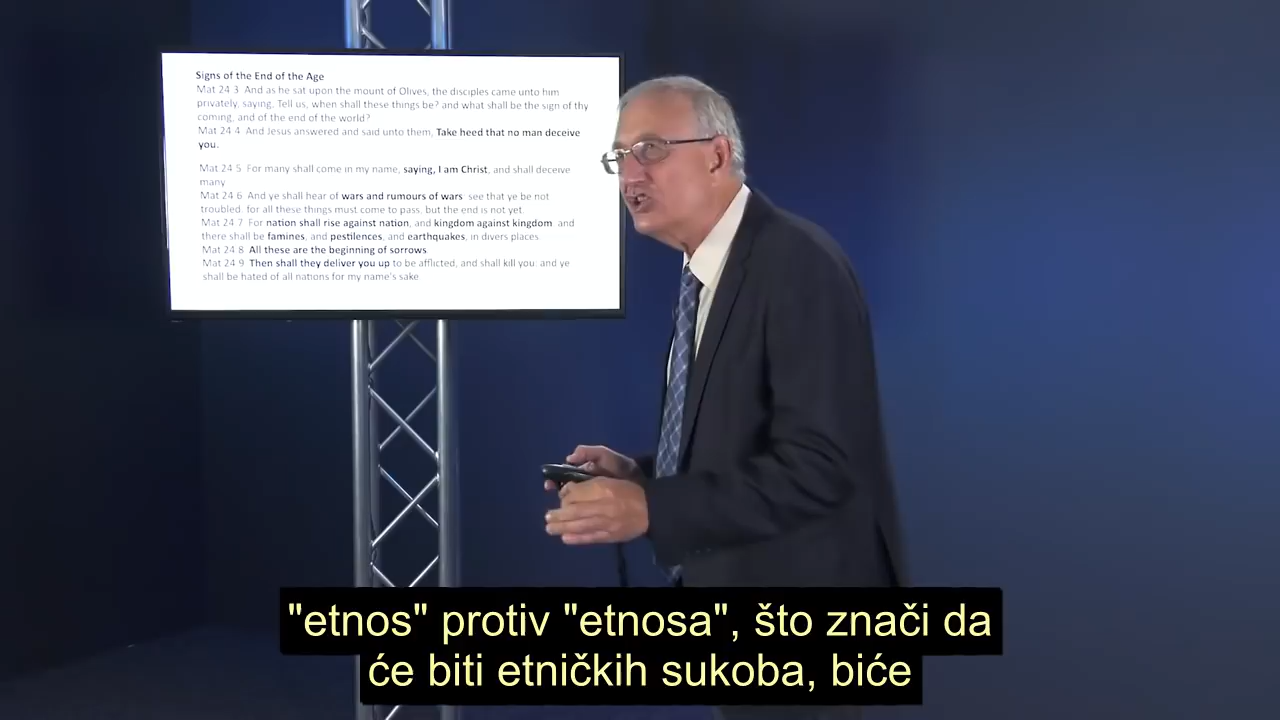 Signs of the End of the Age
Mat 24 3 And as he sat upon the mount of Olives, the disciples came unto him
privately, saying, Tell us, when shall these things be? and what shall be the sign of thy
coming, and of the end of the world?
Mat 24 4 And Jesus answered and said unto them, Take heed that no man deceive
you.
Mat 24 5 For many shall come in my name, saying, I am Christ, and shall deceive
many
Mat 24 6 And ye shall hear of wars and rumours of wars see that ye be not
troubled. for all these things must come to pass, but the end is not yet.
Mat 24 7 For nation shall rise against nation, and kingdom against kingdom and
there shall be famines, and pestilences, and earthquakes, in divers places
Mat 24 8 All these are the beginning of sorrows
Mat 24 9 Then shall they deliver you up to be afflicted, and shall kill you: and ye
shall be hated of all nations for my name's sake
"etnos" protiv "etnosa", što znači da
će biti etničkih sukoba, biće